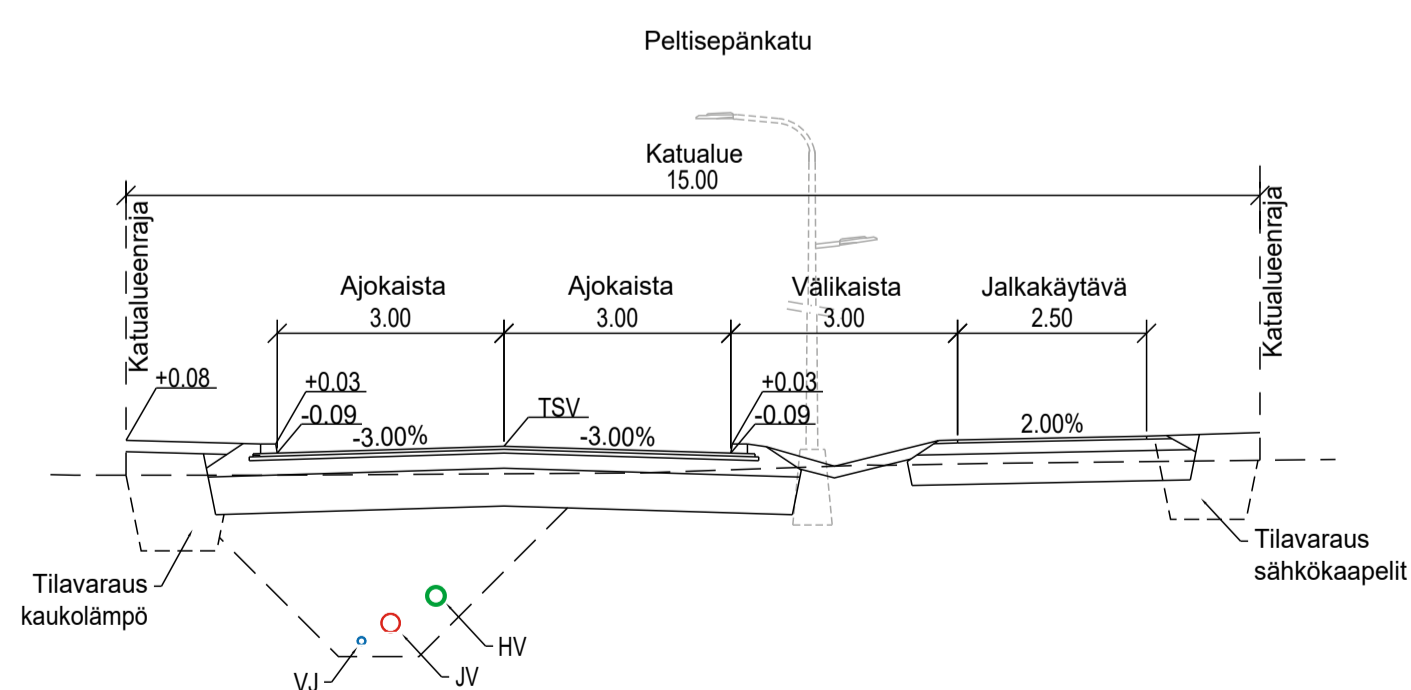 Peltisepänkatu
Katualue
15.00
Katualueenraja
Katualueenraja
Ajokaista
3.00
Ajokaista
3.00
Välikaista
3.00
Jalkakäytävä
2.50
+0.08
+0.03
-0.09
-3.00%
TSV
-3.00%
+0.03
-0.09
2.00%
Tilavaraus
kaukolämpö
Tilavaraus
sähkökaapelit
HV
JV
VJ